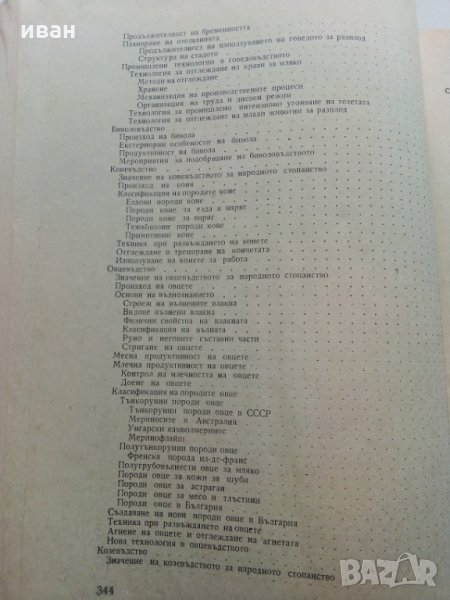 иван
Продължителност на бременността
Планиране на отелванията
Продължителност на използуването на говедото за разплод
Структура на стадото
Промишлени технологии в говедовъдството
Технология за отглеждане на крави за мляко
Методи на отглеждане
Хранене
Механизация на производствените процеси
Организация на труда и дневен режим
Технология за промишлено интензивно угояване на телетата
Технология за отглеждане на млади животни за разплод
Биволовъдство
Произход на бивола
Екстериорни особености на бивола
Продуктивност на бивола
Мероприятия за подобряване на биволовъдството
Коневъдство
Значение на коневъдството за народното стопанство
Произход на коня
Класификация на породите коне
Ездови породи коне
Породи коне за езда и впряг
Породи коне за впряг
Тежковозни породи коне
Примитивни коне
Техника при развъждането на конете
Отглеждане и трениране на кончетата
Използуване на конете за работа
Овцевъдство
Значение на овцевъдството за народното стопанство
Произход на овцете
Основи на вълнознанието
Строеж на вълнените влакна
Видове вълнени влакна
Физични свойства на влакната
Класификация на вълната
Руно и неговите съставни части
Стригане на овцете
Месна продуктивност на овцете
Млечна продуктивност на овцете
Контрол на млечността на овцете
Доене на овцете
Класификация на породите овце
Тънкорунни породи овце
Тънкорунни породи овце в СССР
Мериносите в Австралия
Унгарски камволмеринос
Меринофлайш
Полутънкорунни породи овце
Френска порода ил-де-франс
Полугрубовълнести овце за мляко
Породи овце за кожи за шуби
Породи овце за астраган
Породи овце за месо и тлъстини
Породи овце в България
Създаване на нови породи овце в България
Техника при развъждането на овцете
Агнене на овцете и отглеждане на агнетата
Нова технология в овцевъдството
Козевъдство
Значение на козевъдството за народното стопанство
344
BAZAR.bg